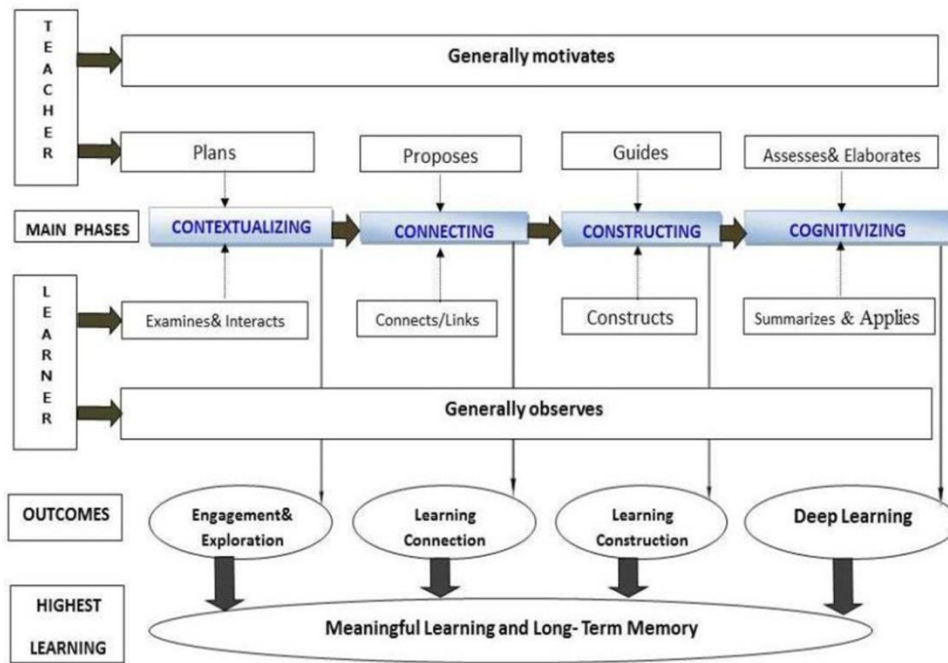 TEACHER
Generally motivates
Plans
Proposes
Guides
Assesses& Elaborates
MAIN PHASES
CONTEXTUALIZING
CONNECTING
CONSTRUCTING
COGNITIVIZING
LEARNER
Examines& Interacts
Connects/Links
Constructs
Summarizes & Applies
Generally observes
OUTCOMES
Engagement&
Exploration
Learning
Connection
Learning
Construction
Deep Learning
HIGHEST
LEARNING
Meaningful Learning and Long- Term Memory